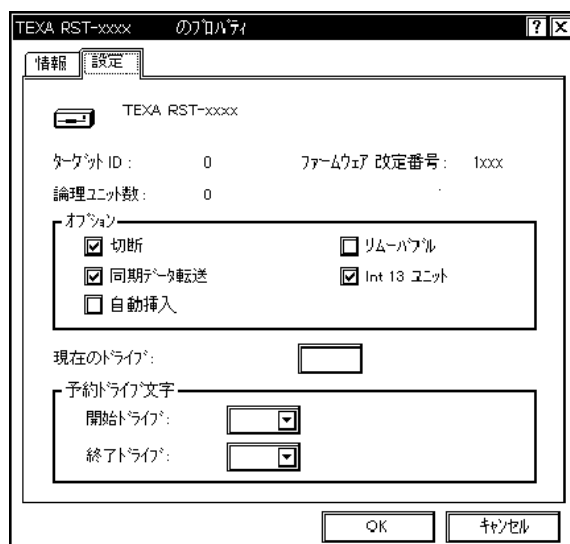 TEXA RST-xxxx のプロパティ
情報 設定
TEXA RST-xxxx
ターゲット ID : 0 ファームウェア 改定番号 : 1xxx
論理ユニット数 : 0
オプション
切断 リムーバブル
同期データ転送 Int 13 ユニット
自動挿入
現在のドライブ :
予約ドライブ文字
開始ドライブ :
終了ドライブ :
OK キャンセル